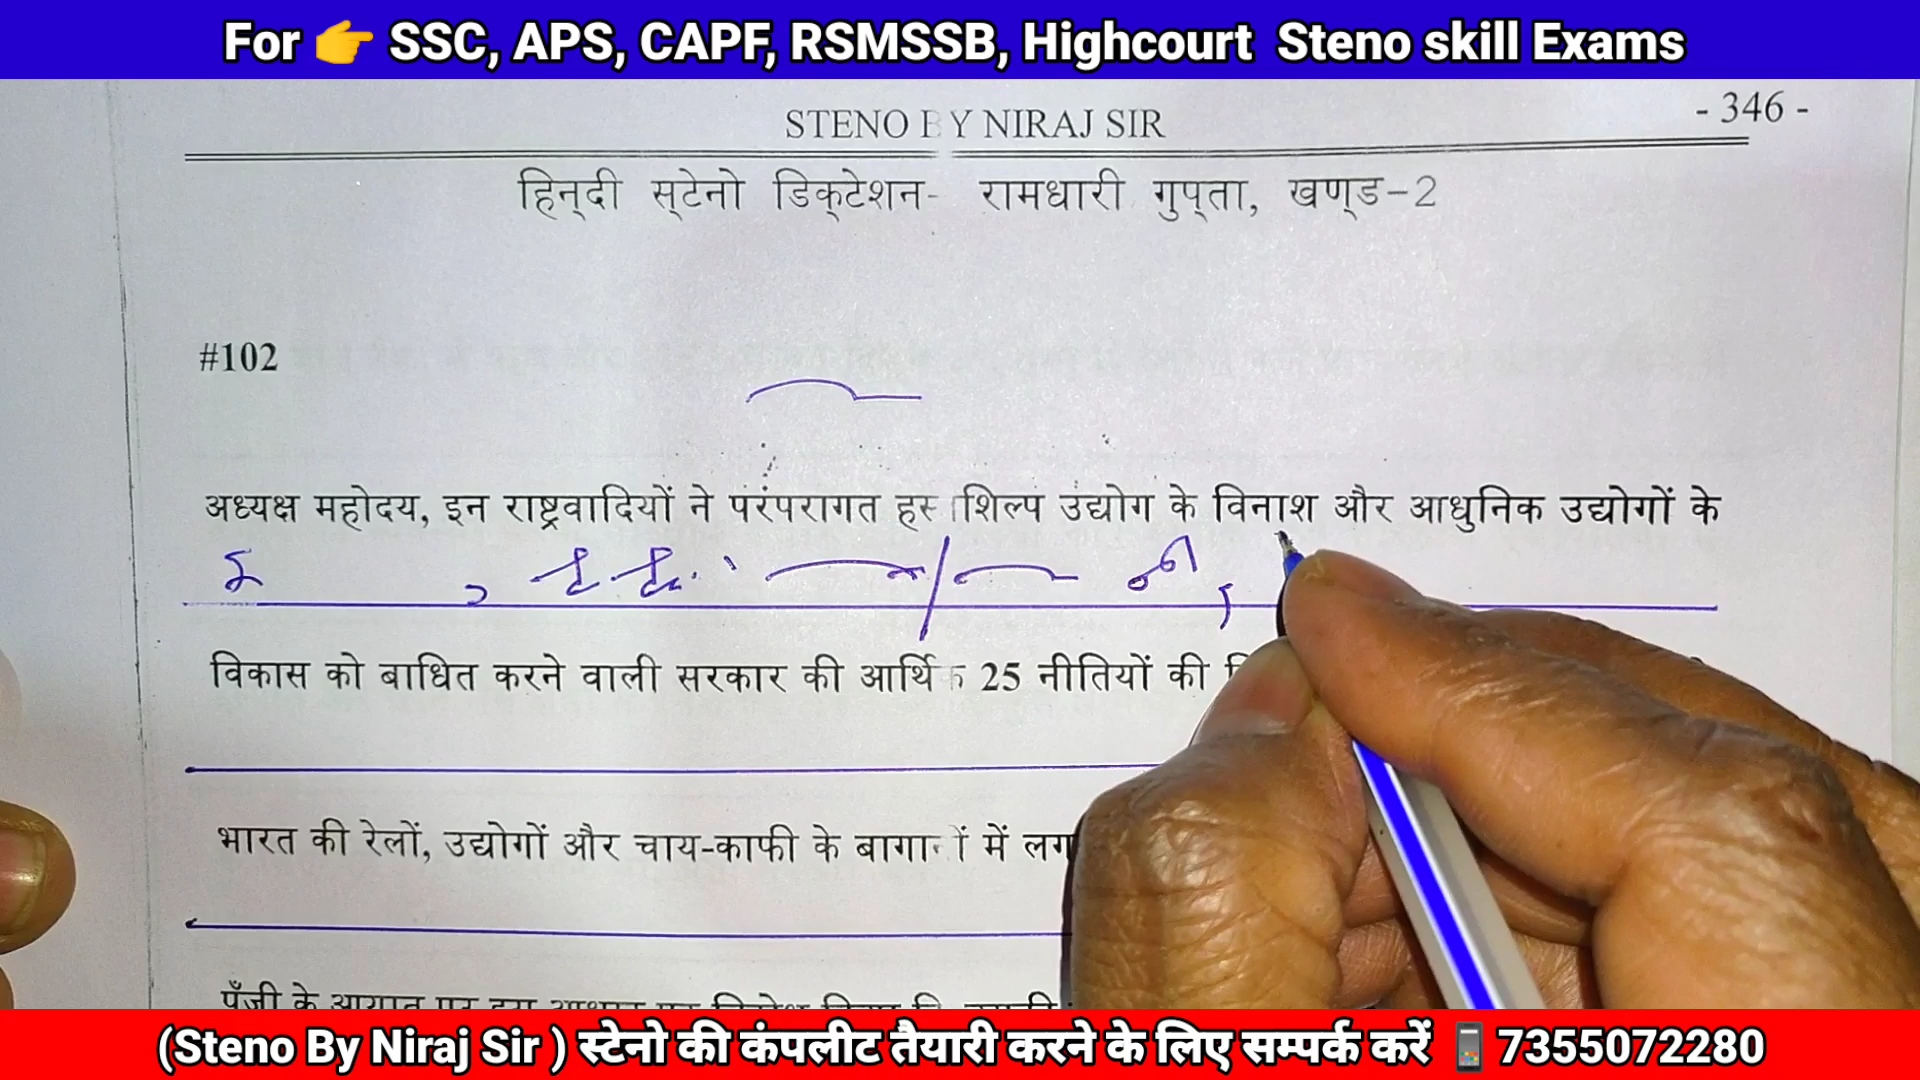 For 👉 SSC, APS, CAPF, RSMSSB, Highcourt Steno skill Exams
STENO BY NIRAJ SIR
- 346 -
हिन्‌दी स्‌टेनो डिक्‌टेशन- रामधारी गुप्‌ता, खण्‌ड-2
#102
अध्यक्ष महोदय, इन राष्ट्रवादियों ने परंपरागत शिल्प उद्योग के विनाश और आधुनिक उद्योगों के
विकास को बाधित करने वाली सरकार की आर्थिक 25 नीतियों की
भारत की रेलों, उद्योगों और चाय-काफी के बागानों में
पूँजी के आयात पर
(Steno By Niraj Sir ) स्टेनो की कंपलीट तैयारी करने के लिए सम्पर्क करें 📱7355072280